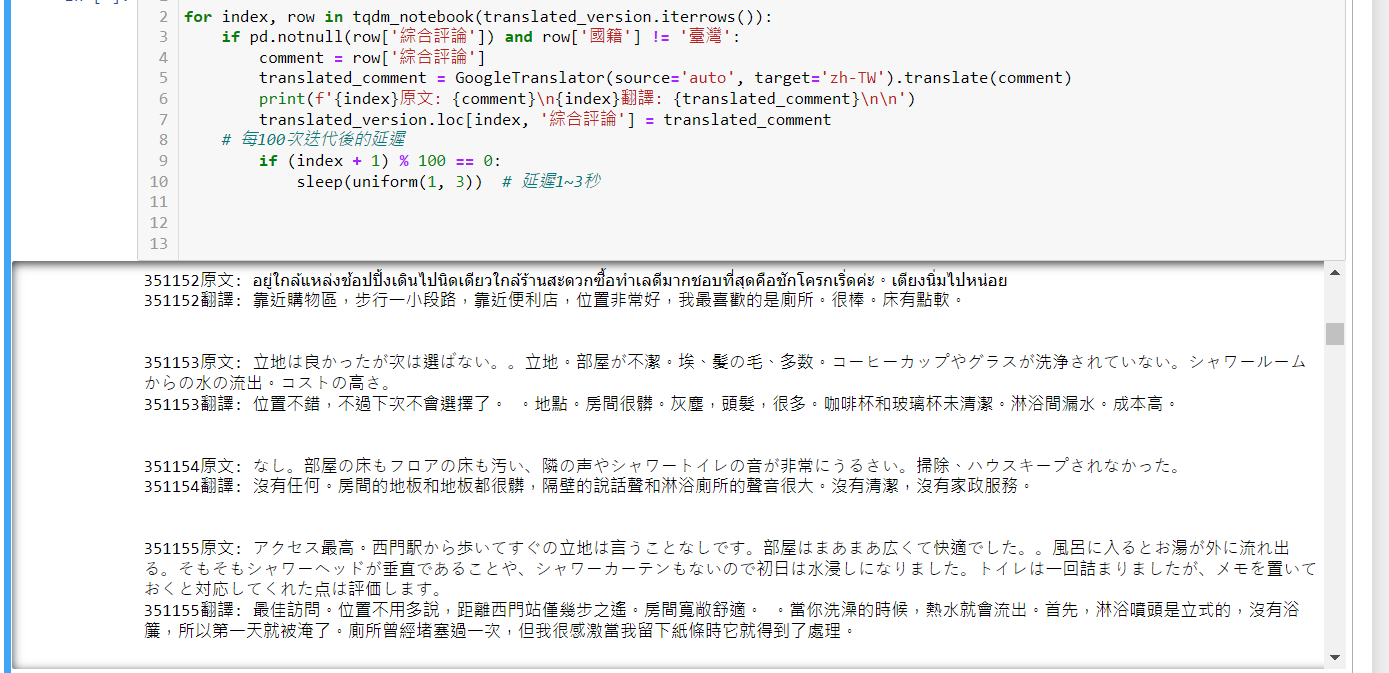 2 for index, row in tqdm_notebook(translated_version.iterrows()):
3 if pd.notnull(row['綜合評論']) and row['國籍'] != '臺灣':
4 comment = row['綜合評論']
5 translated_comment = GoogleTranslator(source='auto', target='zh-TW').translate(comment)
6 print(f'{index}原文: {comment}\n{index}翻譯: {translated_comment}\n\n')
7 translated_version.loc[index, '綜合評論'] = translated_comment
8 # 每100次迭代後的延遲
9 if (index + 1) % 100 == 0:
10 sleep(uniform(1, 3)) # 延遲1~3秒
11
12
13
351152原文: อยู่ใกล้แหล่งช้อปปิ้งเดินไปนิดเดียวใกล้ร้านสะดวกซื้อทำเลดีมากชอบที่สุดคือชักโครกเริ่ดค่ะ。เตียงนิ่มไปหน่อย
351152翻譯: 靠近購物區，步行一小段路，靠近便利店，位置非常好，我最喜歡的是廁所。很棒。床有點軟。
351153原文: 立地は良かったが次は選ばない。。立地。部屋が不潔。埃、髪の毛、多数。コーヒーカップやグラスが洗浄されていない。シャワールーム
からの水の流出。コストの高さ。
351153翻譯: 位置不錯，不過下次不會選擇了。 。地點。房間很髒。灰塵，頭髮，很多。咖啡杯和玻璃杯未清潔。淋浴間漏水。成本高。
351154原文: なし。部屋の床もフロアの床も汚い、隣の声やシャワートイレの音が非常にうるさい。掃除、ハウスキープされなかった。
351154翻譯: 沒有任何。房間的地板和地板都很髒，隔壁的說話聲和淋浴廁所的聲音很大。沒有清潔，沒有家政服務。
351155原文: アクセス最高。西門駅から歩いてすぐの立地は言うことなしです。部屋はまあまあ広くて快適でした。。風呂に入るとお湯が外に流れ出
る。そもそもシャワーヘッドが垂直であることや、シャワーカーテンもないので初日は水浸しになりました。トイレは一回詰まりましたが、メモを置いて
おくと対応してくれた点は評価します。
351155翻譯: 最佳訪問。位置不用多說，距離西門站僅幾步之遙。房間寬敞舒適。 。當你洗澡的時候，熱水就會流出。首先，淋浴噴頭是立式的，沒有浴
簾，所以第一天就被淹了。廁所曾經堵塞過一次，但我很感激當我留下紙條時它就得到了處理。